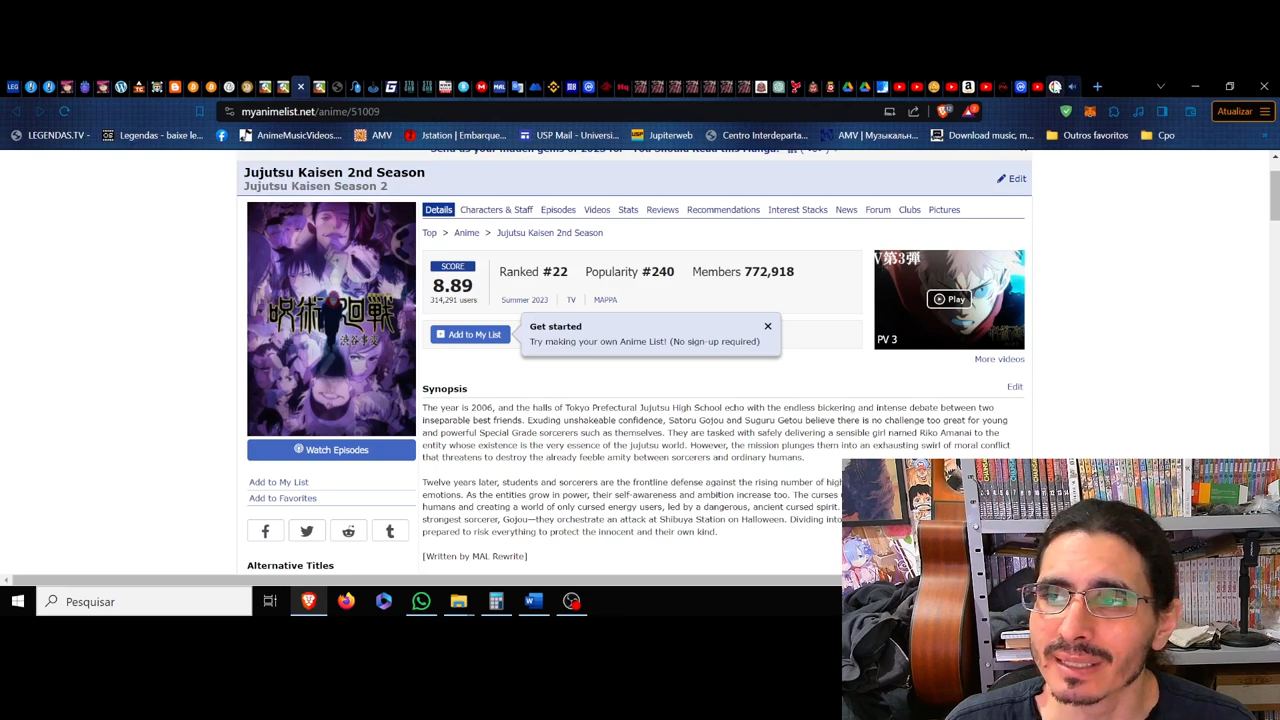 myanimelist.net/anime/51009
Atualizar
LEGENDAS.TV -
Legendas - baixe le...
AnimeMusicVideos....
AMV
Jstation | Embarque...
USP Mail - Universi...
Jupiterweb
Centro Interdeparta...
AMV | Музыкальн...
Download music, m...
Outros favoritos
Cpo
Jujutsu Kaisen 2nd Season
Jujutsu Kaisen Season 2
Edit
Details Characters & Staff Episodes Videos Stats Reviews Recommendations Interest Stacks News Forum Clubs Pictures
Top > Anime > Jujutsu Kaisen 2nd Season
SCORE
8.89
314,291 users
Ranked #22 Popularity #240 Members 772,918
Summer 2023 TV MAPPA
V第3弾
Play
PV 3
More videos
呪術廻戦
渋谷事変
Add to My List
Get started
Try making your own Anime List! (No sign-up required)
Synopsis
Edit
The year is 2006, and the halls of Tokyo Prefectural Jujutsu High School echo with the endless bickering and intense debate between two
inseparable best friends. Exuding unshakeable confidence, Satoru Gojou and Suguru Getou believe there is no challenge too great for young
and powerful Special Grade sorcerers such as themselves. They are tasked with safely delivering a sensible girl named Riko Amanai to the
entity whose existence is the very essence of the jujutsu world. However, the mission plunges them into an exhausting swirl of moral conflict
that threatens to destroy the already feeble amity between sorcerers and ordinary humans.
Twelve years later, students and sorcerers are the frontline defense against the rising number of high
emotions. As the entities grow in power, their self-awareness and ambition increase too. The curses
humans and creating a world of only cursed energy users, led by a dangerous, ancient cursed spirit.
strongest sorcerer, Gojou—they orchestrate an attack at Shibuya Station on Halloween. Dividing into
prepared to risk everything to protect the innocent and their own kind.
[Written by MAL Rewrite]
Watch Episodes
Add to My List
Add to Favorites
Alternative Titles
Pesquisar